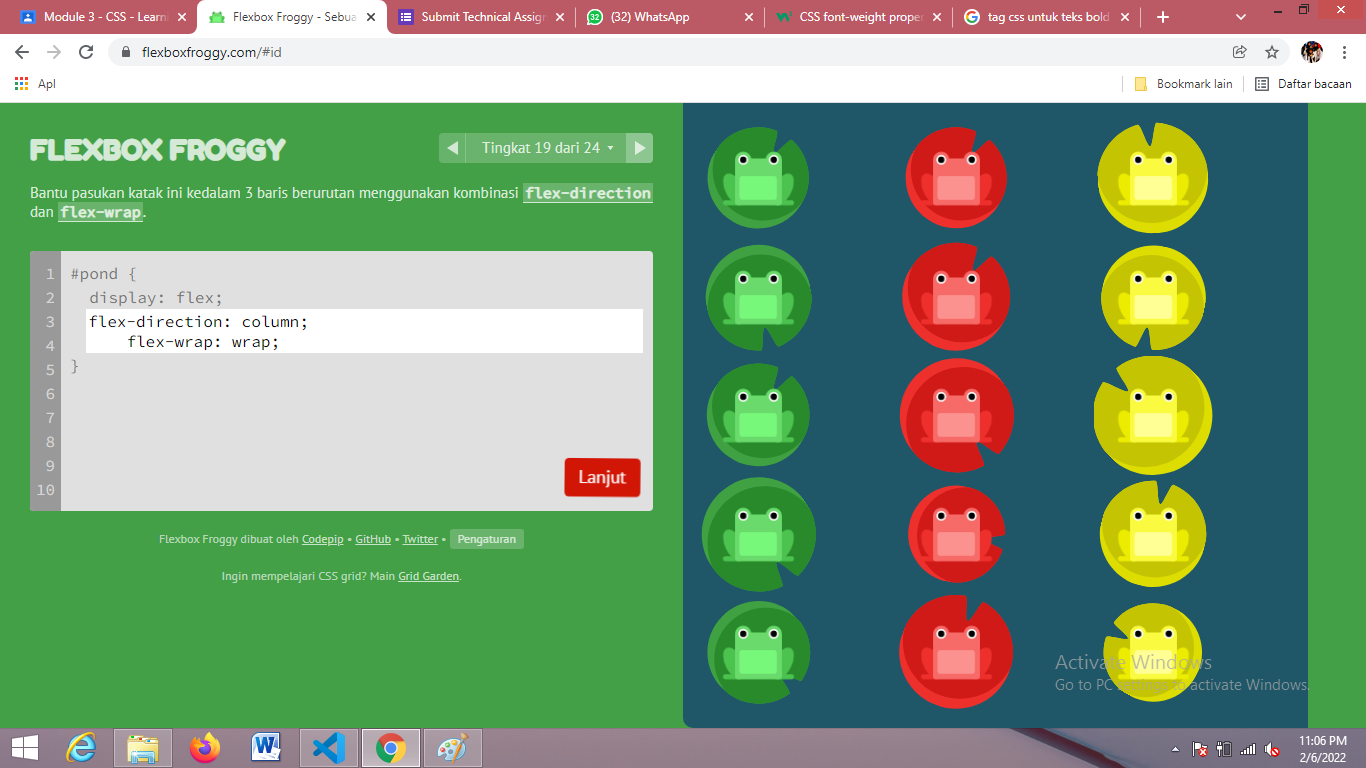 Module 3 - CSS - Learn
Flexbox Froggy - Sebua
Submit Technical Assign
32
(32) WhatsApp
CSS font-weight proper
tag css untuk teks bold
flexboxfroggy.com/#id
Apl
Bookmark lain
Daftar bacaan
FLEXBOX FROGGY
Tingkat 19 dari 24
Bantu pasukan katak ini kedalam 3 baris berurutan menggunakan kombinasi flex-direction
dan flex-wrap.
1 #pond {
2 display: flex;
3 flex-direction: column;
4 flex-wrap: wrap;
5 }
6
7
8
9
10
Lanjut
Flexbox Froggy dibuat oleh Codepip • GitHub • Twitter • Pengaturan
Ingin mempelajari CSS grid? Main Grid Garden.
Activate Windows
Go to PC settings to activate Windows.
11:06 PM
2/6/2022